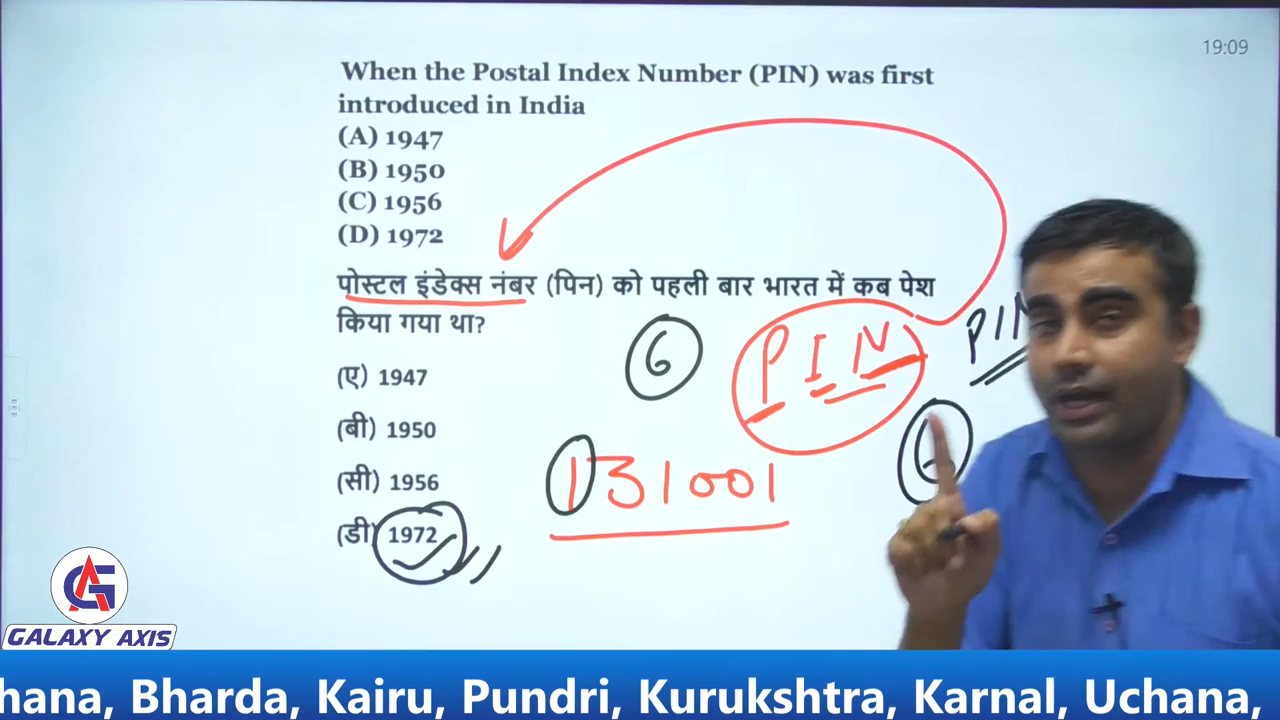 19:09
When the Postal Index Number (PIN) was first
introduced in India
(A) 1947
(B) 1950
(C) 1956
(D) 1972
पोस्टल इंडेक्स नंबर (पिन) को पहली बार भारत में कब पेश
किया गया था?
(ए) 1947
(बी) 1950
(सी) 1956
(डी) 1972
6
PIN
PIN
131001
GALAXY AXIS
hana, Bharda, Kairu, Pundri, Kurukshtra, Karnal, Uchana,